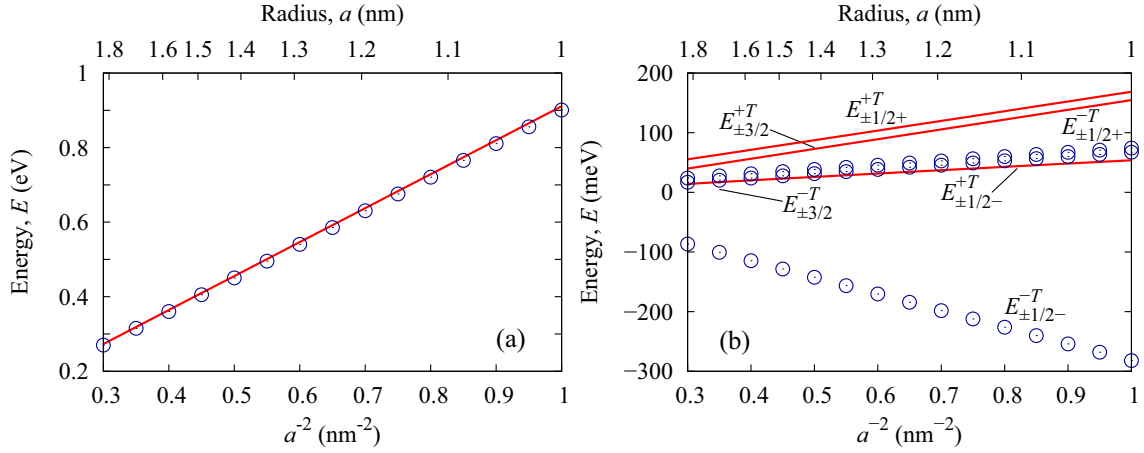 Radius, a (nm)
1.8 1.6 1.5 1.4 1.3 1.2 1.1 1
1
0.8
0.6
0.4
0.2
Energy, E (eV)
(a)
0.3 0.4 0.5 0.6 0.7 0.8 0.9 1
a^{-2} (nm^{-2})
Radius, a (nm)
1.8 1.6 1.5 1.4 1.3 1.2 1.1 1
200
100
0
−100
−200
−300
Energy, E (meV)
E^{+T}_{±3/2}
E^{+T}_{±1/2+}
E^{−T}_{±1/2+}
E^{−T}_{±3/2}
E^{+T}_{±1/2−}
E^{−T}_{±1/2−}
(b)
0.3 0.4 0.5 0.6 0.7 0.8 0.9 1
a^{−2} (nm^{−2})